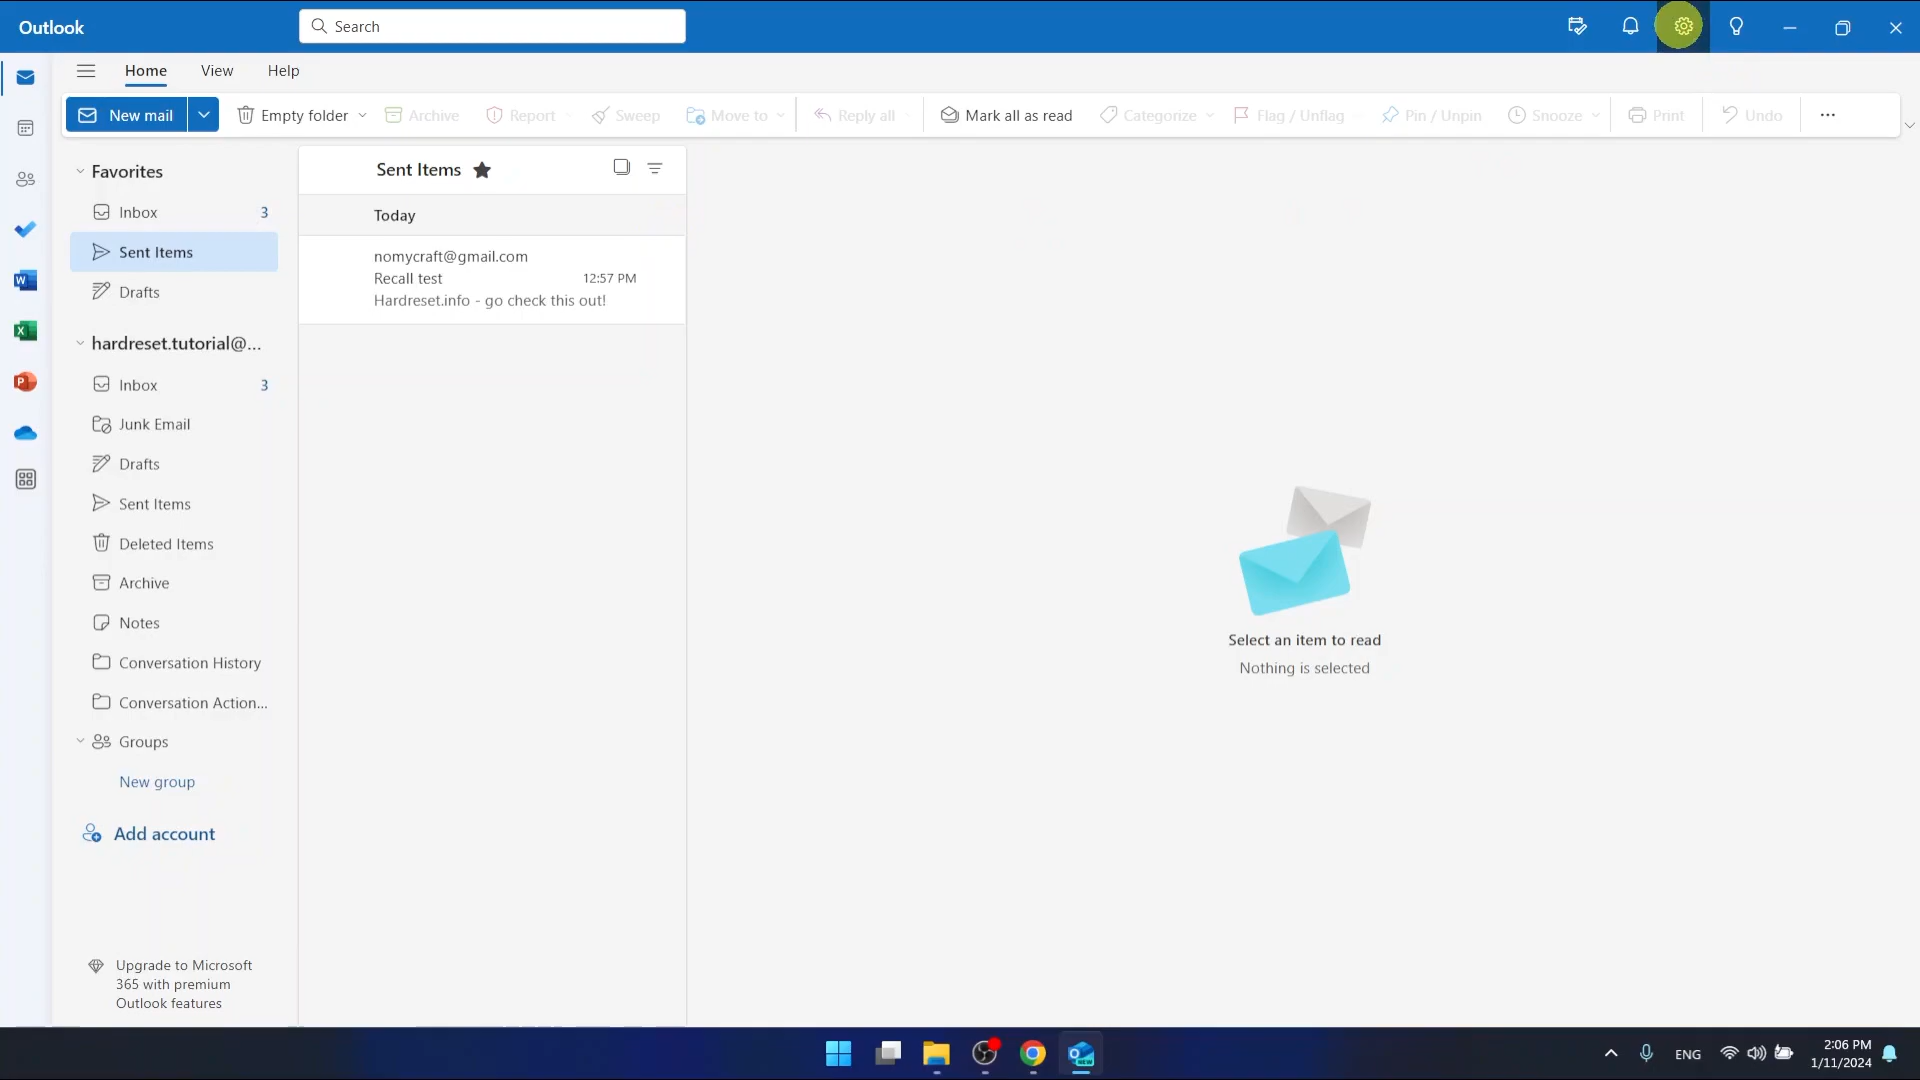 Outlook
Search
Home
View
Help
New mail
Empty folder
Archive
Report
Sweep
Move to
Reply all
Mark all as read
Categorize
Flag / Unflag
Pin / Unpin
Snooze
Print
Undo
Favorites
Inbox 3
Sent Items
Drafts
hardreset.tutorial@...
Inbox 3
Junk Email
Drafts
Sent Items
Deleted Items
Archive
Notes
Conversation History
Conversation Action...
Groups
New group
Add account
Upgrade to Microsoft
365 with premium
Outlook features
Sent Items
Today
nomycraft@gmail.com
Recall test 12:57 PM
Hardreset.info - go check this out!
Select an item to read
Nothing is selected
NEW
ENG
2:06 PM
1/11/2024